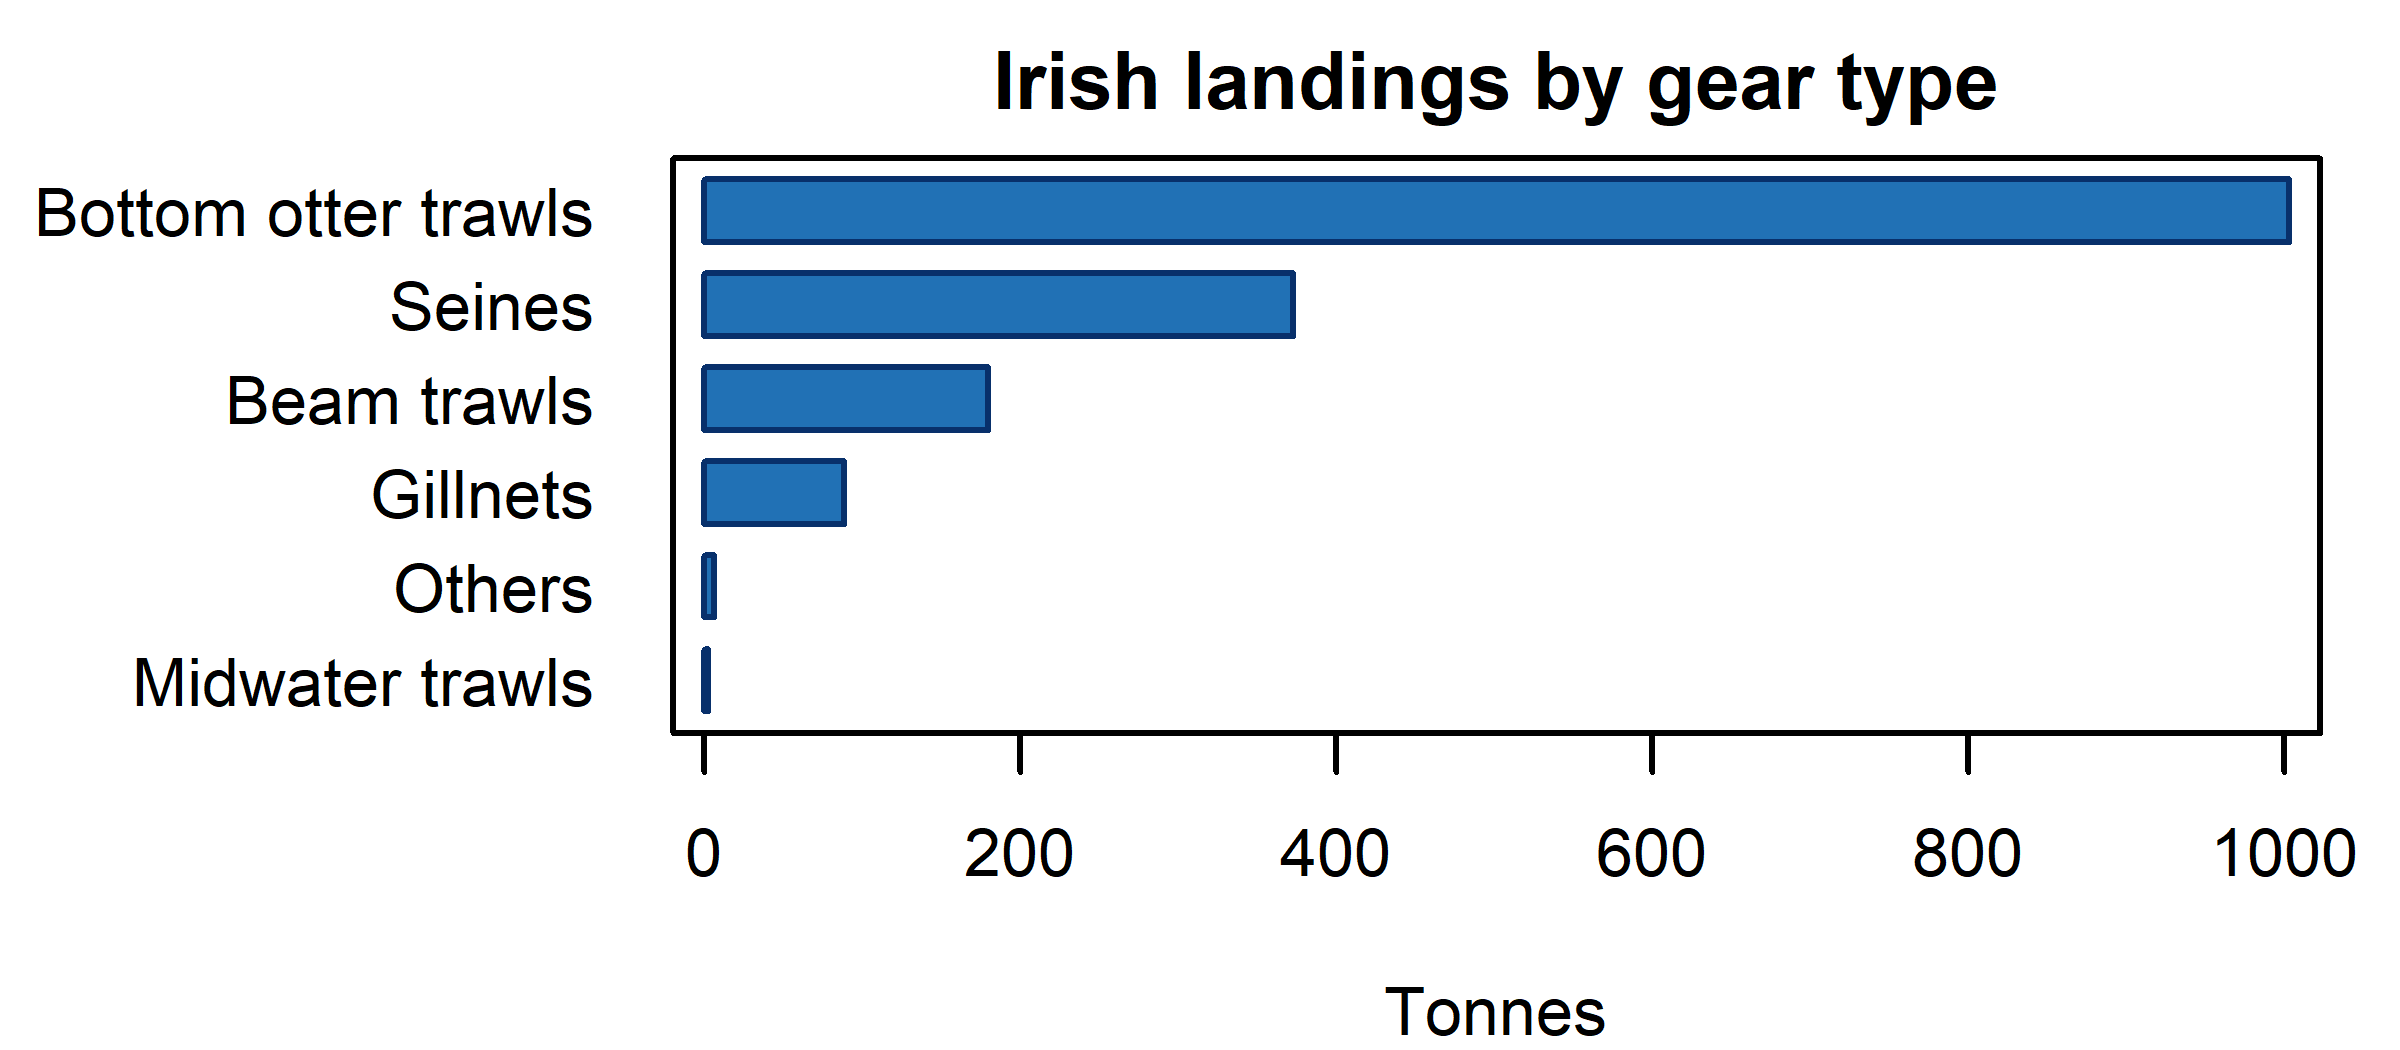 Irish landings by gear type
Bottom otter trawls
Seines
Beam trawls
Gillnets
Others
Midwater trawls
0 200 400 600 800 1000
Tonnes